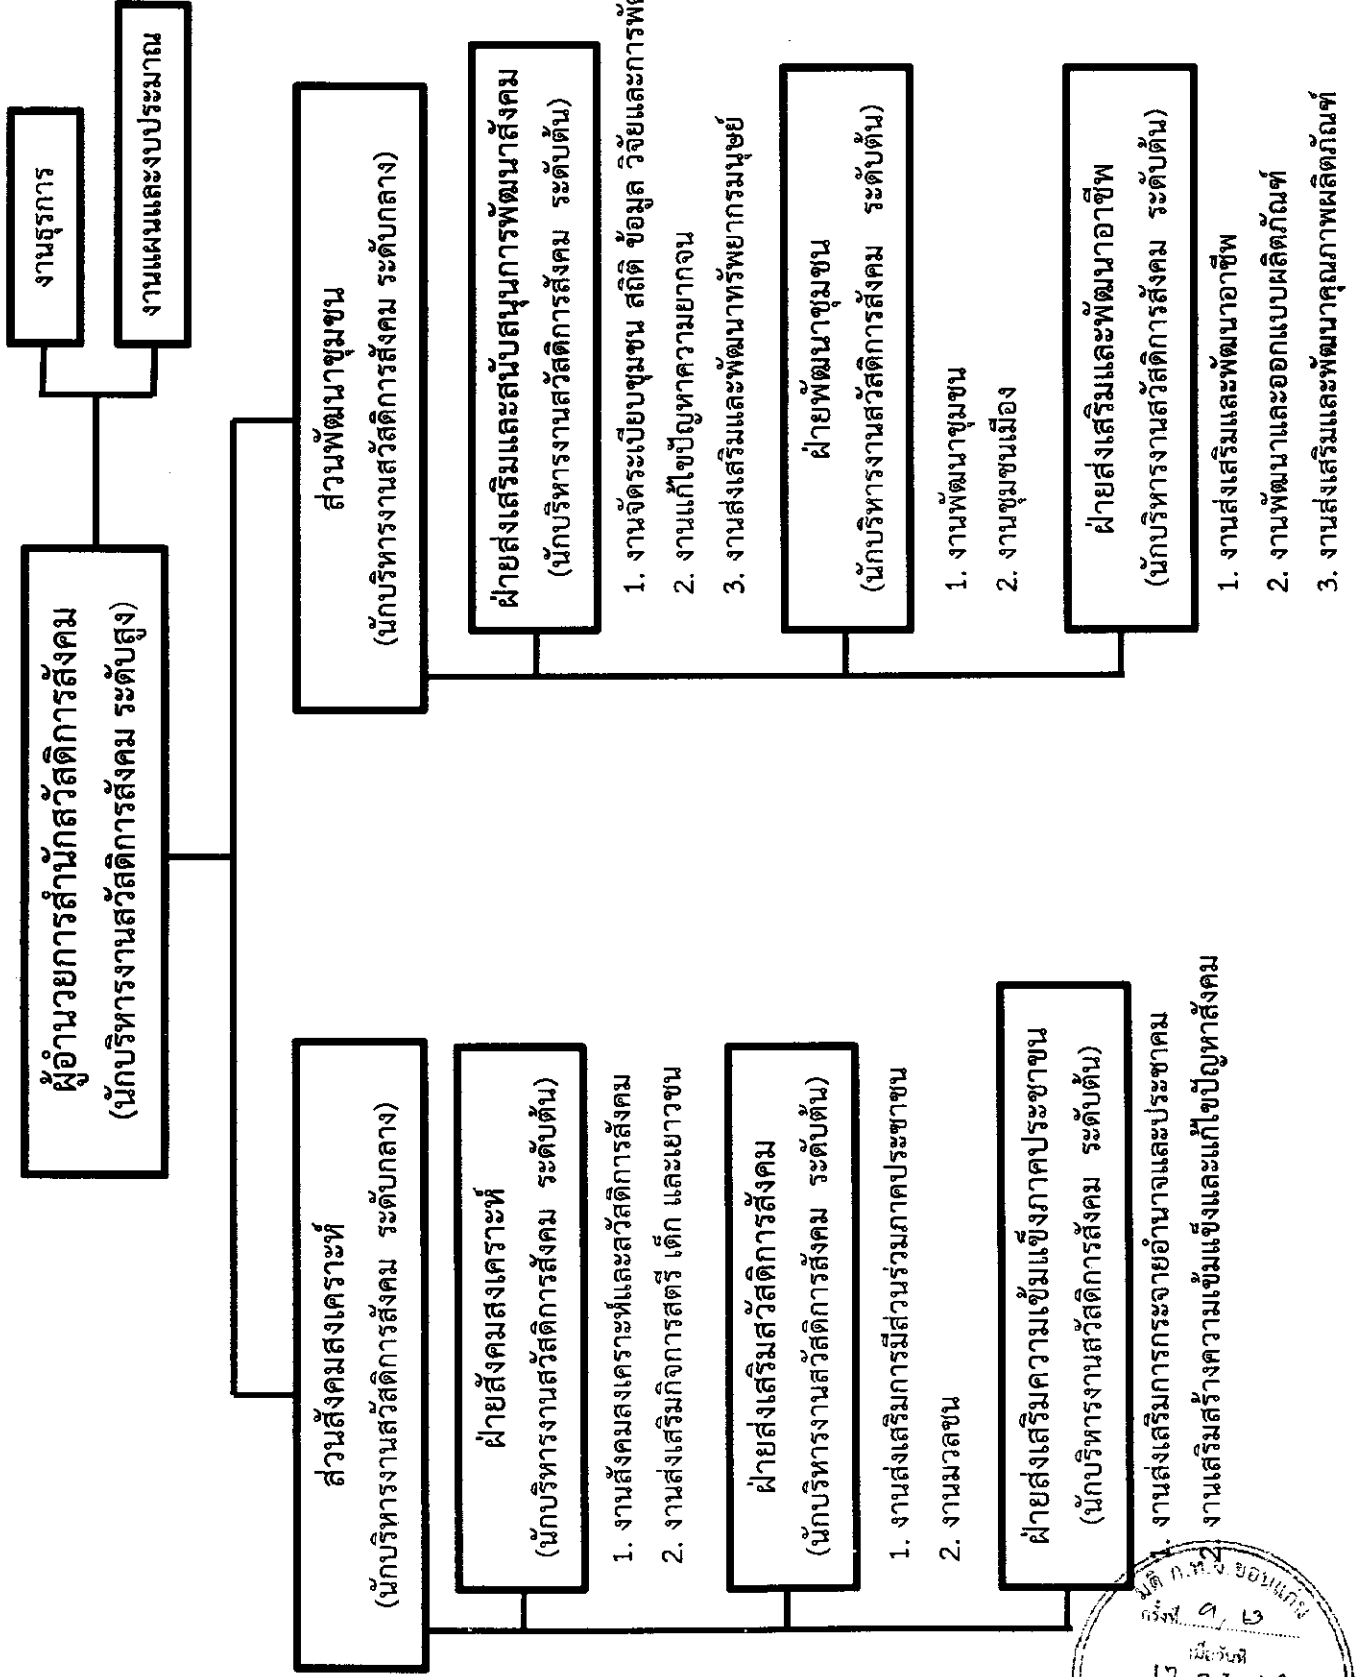 ผู้อำนวยการสำนักสวัสดิการสังคม
(นักบริหารงานสวัสดิการสังคม ระดับสูง)
งานธุรการ
งานแผนและงบประมาณ
ส่วนสังคมสงเคราะห์
(นักบริหารงานสวัสดิการสังคม ระดับกลาง)
ฝ่ายสังคมสงเคราะห์
(นักบริหารงานสวัสดิการสังคม ระดับต้น)
1. งานสังคมสงเคราะห์และสวัสดิการสังคม
2. งานส่งเสริมกิจการสตรี เด็ก และเยาวชน
ฝ่ายส่งเสริมสวัสดิการสังคม
(นักบริหารงานสวัสดิการสังคม ระดับต้น)
1. งานส่งเสริมการมีส่วนร่วมภาคประชาชน
2. งานมวลชน
ฝ่ายส่งเสริมความเข้มแข็งภาคประชาชน
(นักบริหารงานสวัสดิการสังคม ระดับต้น)
1. งานส่งเสริมการกระจายอำนาจและประชาคม
2. งานเสริมสร้างความเข้มแข็งและแก้ไขปัญหาสังคม
ส่วนพัฒนาชุมชน
(นักบริหารงานสวัสดิการสังคม ระดับกลาง)
ฝ่ายส่งเสริมและสนับสนุนการพัฒนาสังคม
(นักบริหารงานสวัสดิการสังคม ระดับต้น)
1. งานจัดระเบียบชุมชน สถิติ ข้อมูล วิจัยและการ
2. งานแก้ไขปัญหาความยากจน
3. งานส่งเสริมและพัฒนาทรัพยากรมนุษย์
ฝ่ายพัฒนาชุมชน
(นักบริหารงานสวัสดิการสังคม ระดับต้น)
1. งานพัฒนาชุมชน
2. งานชุมชนเมือง
ฝ่ายส่งเสริมและพัฒนาอาชีพ
(นักบริหารงานสวัสดิการสังคม ระดับต้น)
1. งานส่งเสริมและพัฒนาอาชีพ
2. งานพัฒนาและออกแบบผลิตภัณฑ์
3. งานส่งเสริมและพัฒนาคุณภาพผลิตภัณฑ์
มติ ก.ท.จ. ขอนแก่น
ครั้งที่ 9/63
เมื่อวันที่